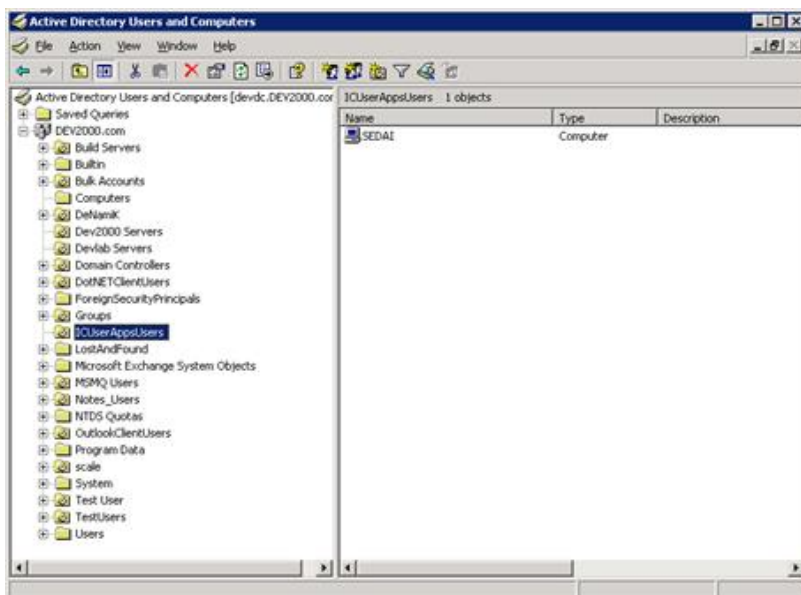 Active Directory Users and Computers
File Action View Window Help
Active Directory Users and Computers [devdc.DEV2000.cor
Saved Queries
DEV2000.com
Build Servers
Builtin
Bulk Accounts
Computers
DeNamiK
Dev2000 Servers
Devlab Servers
Domain Controllers
DotNETClientUsers
ForeignSecurityPrincipals
Groups
ICUserAppsUsers
LostAndFound
Microsoft Exchange System Objects
MSMQ Users
Notes_Users
NTDS Quotas
OutlookClientUsers
Program Data
scale
System
Test User
TestUsers
Users
ICUserAppsUsers 1 objects
Name Type Description
SEDAI Computer